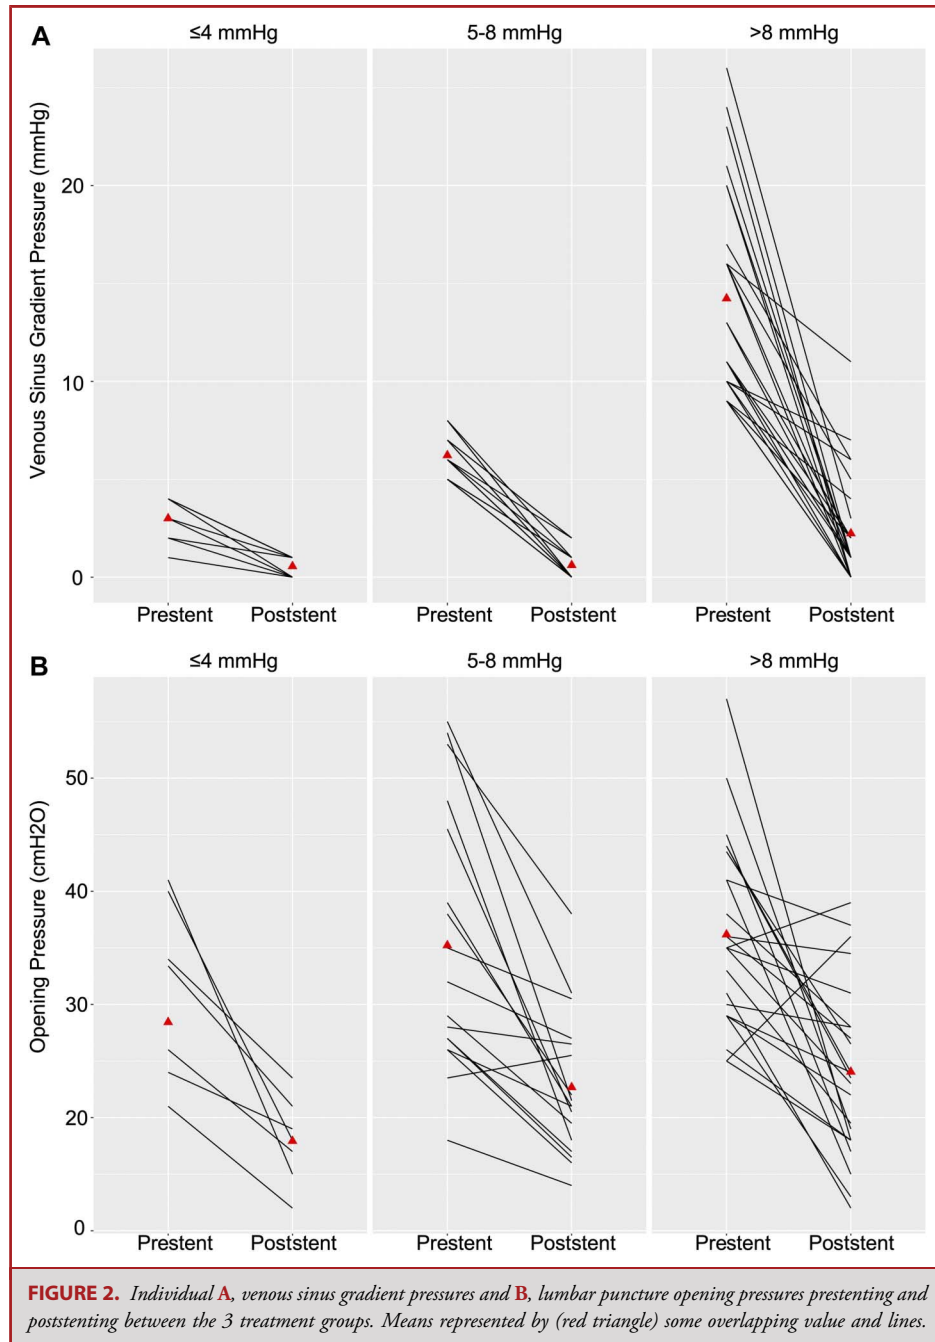 A
≤4 mmHg 5-8 mmHg >8 mmHg
Venous Sinus Gradient Pressure (mmHg)
20
10
0
Prestent Poststent Prestent Poststent Prestent Poststent
B
≤4 mmHg 5-8 mmHg >8 mmHg
Opening Pressure (cmH2O)
50
40
30
20
0
Prestent Poststent Prestent Poststent Prestent Poststent
FIGURE 2. Individual A, venous sinus gradient pressures and B, lumbar puncture opening pressures prestenting and
poststenting between the 3 treatment groups. Means represented by (red triangle) some overlapping value and lines.